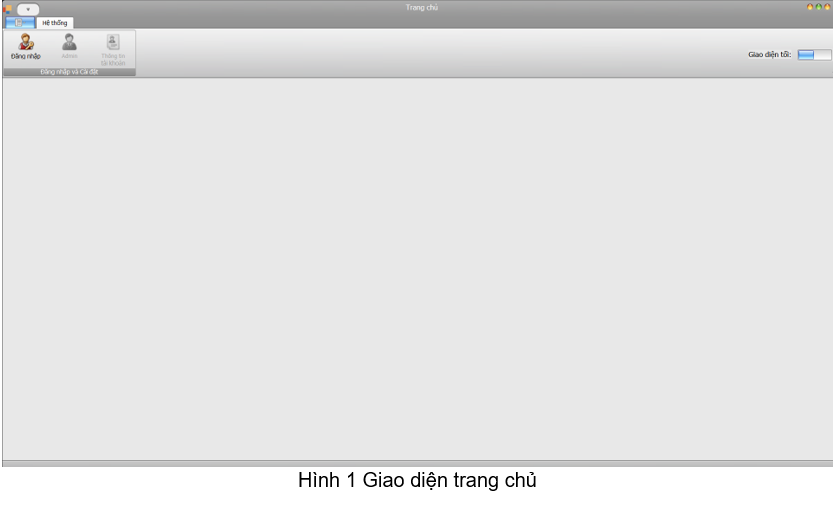 Trang chủ
Hệ thống
Đăng nhập
Admin
Thông tin
tài khoản
Đăng nhập và Cài đặt
Giao diện tối:
Hình 1 Giao diện trang chủ